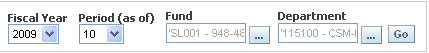 Fiscal Year Period (as of) Fund Department
2009 10 'SL001 - 948-48 ... '115100 - CSM-I ... Go